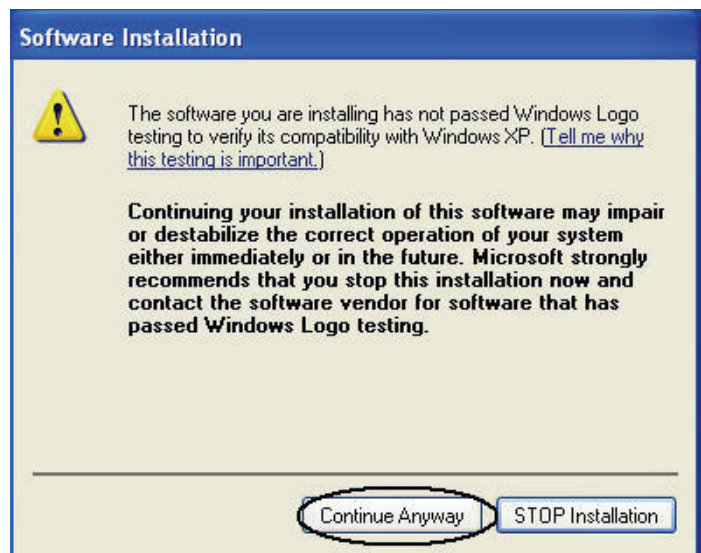 Software Installation
The software you are installing has not passed Windows Logo
testing to verify its compatibility with Windows XP. (Tell me why
this testing is important.)
Continuing your installation of this software may impair
or destabilize the correct operation of your system
either immediately or in the future. Microsoft strongly
recommends that you stop this installation now and
contact the software vendor for software that has
passed Windows Logo testing.
Continue Anyway STOP Installation